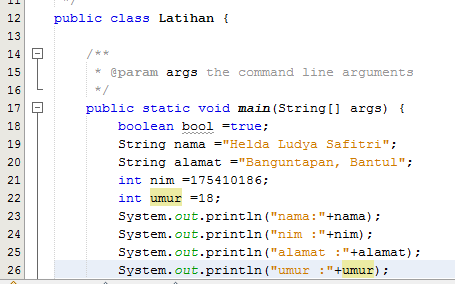 11 */
12 public class Latihan {
13
14 /**
15 * @param args the command line arguments
16 */
17 public static void main(String[] args) {
18 boolean bool =true;
19 String nama ="Helda Ludya Safitri";
20 String alamat ="Banguntapan, Bantul";
21 int nim =175410186;
22 int umur =18;
23 System.out.println("nama:"+nama);
24 System.out.println("nim :"+nim);
25 System.out.println("alamat :"+alamat);
26 System.out.println("umur :"+umur);